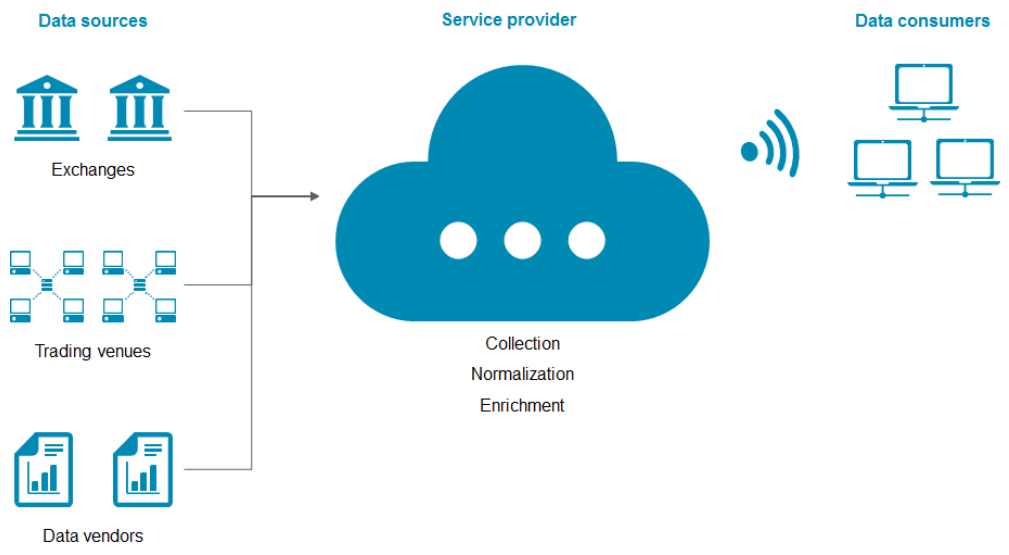 Data sources
Service provider
Data consumers
Exchanges
Trading venues
Data vendors
Collection
Normalization
Enrichment